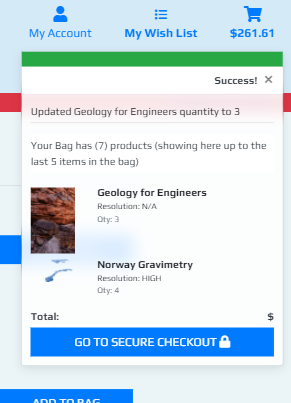 My Account
My Wish List
$261.61
Success! ×
Updated Geology for Engineers quantity to 3
Your Bag has (7) products (showing here up to the
last 5 items in the bag)
Geology for Engineers
Resolution: N/A
Qty: 3
Norway Gravimetry
Resolution: HIGH
Qty: 4
Total: $
GO TO SECURE CHECKOUT
ADD TO BAG